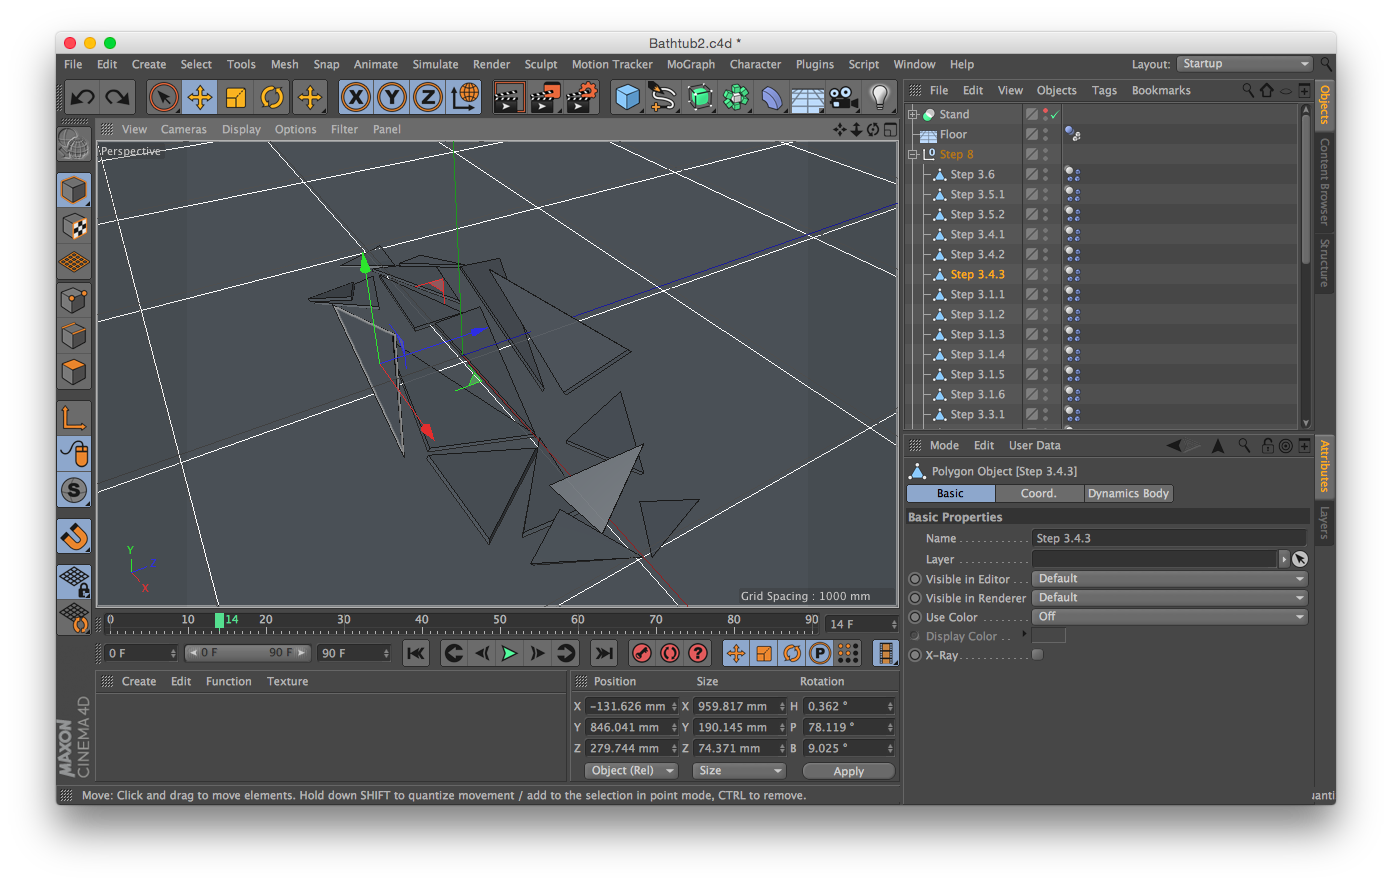 Bathtub2.c4d *
File Edit Create Select Tools Mesh Snap Animate Simulate Render Sculpt Motion Tracker MoGraph Character Plugins Script Window Help Layout: Startup
X Y Z
File Edit View Objects Tags Bookmarks
View Cameras Display Options Filter Panel
Perspective
Stand
Floor
0 Step 8
Step 3.6
Step 3.5.1
Step 3.5.2
Step 3.4.1
Step 3.4.2
Step 3.4.3
Step 3.1.1
Step 3.1.2
Step 3.1.3
Step 3.1.4
Step 3.1.5
Step 3.1.6
Step 3.3.1
Objects
Content Browser
Structure
Mode Edit User Data
Polygon Object [Step 3.4.3]
Basic Coord. Dynamics Body
Basic Properties
Name . . . . . . . . . . . Step 3.4.3
Layer . . . . . . . . . . .
Visible in Editor . . . Default
Visible in Renderer Default
Use Color . . . . . . . Off
Display Color . .
X-Ray. . . . . . . . . . .
Attributes
Layers
S
Y
Z
X
Grid Spacing : 1000 mm
0 10 14 20 30 40 50 60 70 80 90 14 F
0 F 0 F 90 F 90 F
? P
Create Edit Function Texture
Position Size Rotation
X -131.626 mm X 959.817 mm H 0.362 °
Y 846.041 mm Y 190.145 mm P 78.119 °
Z 279.744 mm Z 74.371 mm B 9.025 °
Object (Rel) Size Apply
MAXON
CINEMA 4D
Move: Click and drag to move elements. Hold down SHIFT to quantize movement / add to the selection in point mode, CTRL to remove.